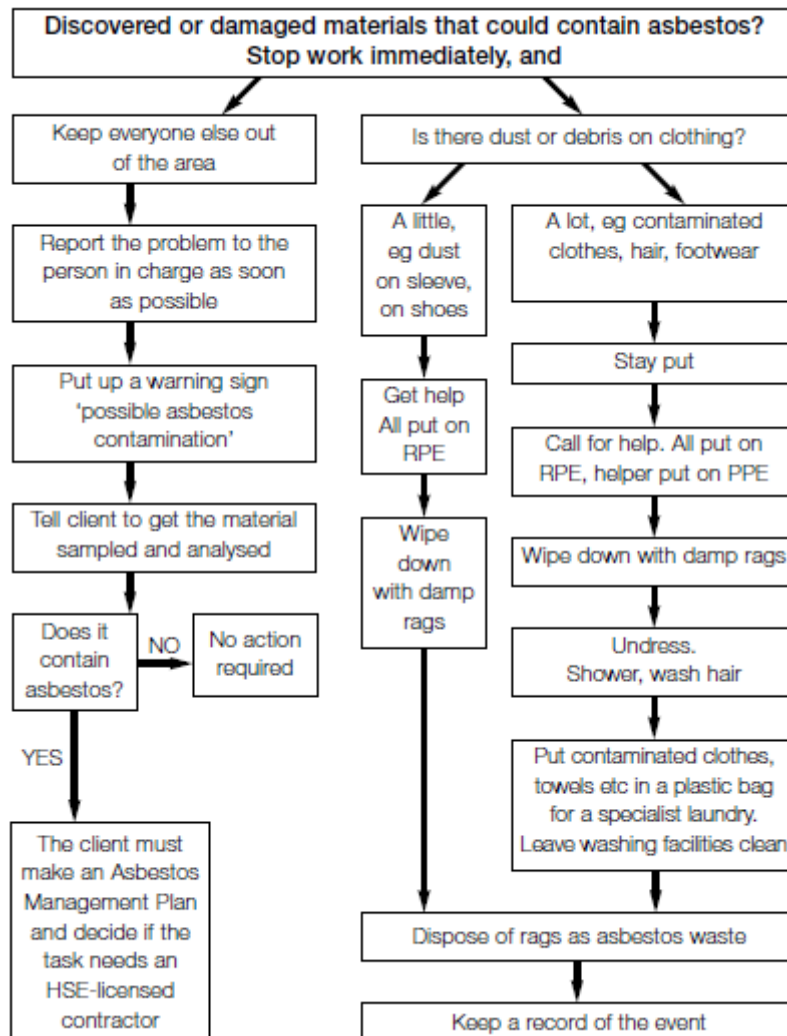 Discovered or damaged materials that could contain asbestos?
Stop work immediately, and
Keep everyone else out
of the area
Report the problem to the
person in charge as soon
as possible
Put up a warning sign
‘possible asbestos
contamination’
Tell client to get the material
sampled and analysed
Does it
contain
asbestos?
NO
No action
required
YES
The client must
make an Asbestos
Management Plan
and decide if the
task needs an
HSE-licensed
contractor
Is there dust or debris on clothing?
A little,
eg dust
on sleeve,
on shoes
Get help
All put on
RPE
Wipe
down
with damp
rags
A lot, eg contaminated
clothes, hair, footwear
Stay put
Call for help. All put on
RPE, helper put on PPE
Wipe down with damp rags
Undress.
Shower, wash hair
Put contaminated clothes,
towels etc in a plastic bag
for a specialist laundry.
Leave washing facilities clean
Dispose of rags as asbestos waste
Keep a record of the event